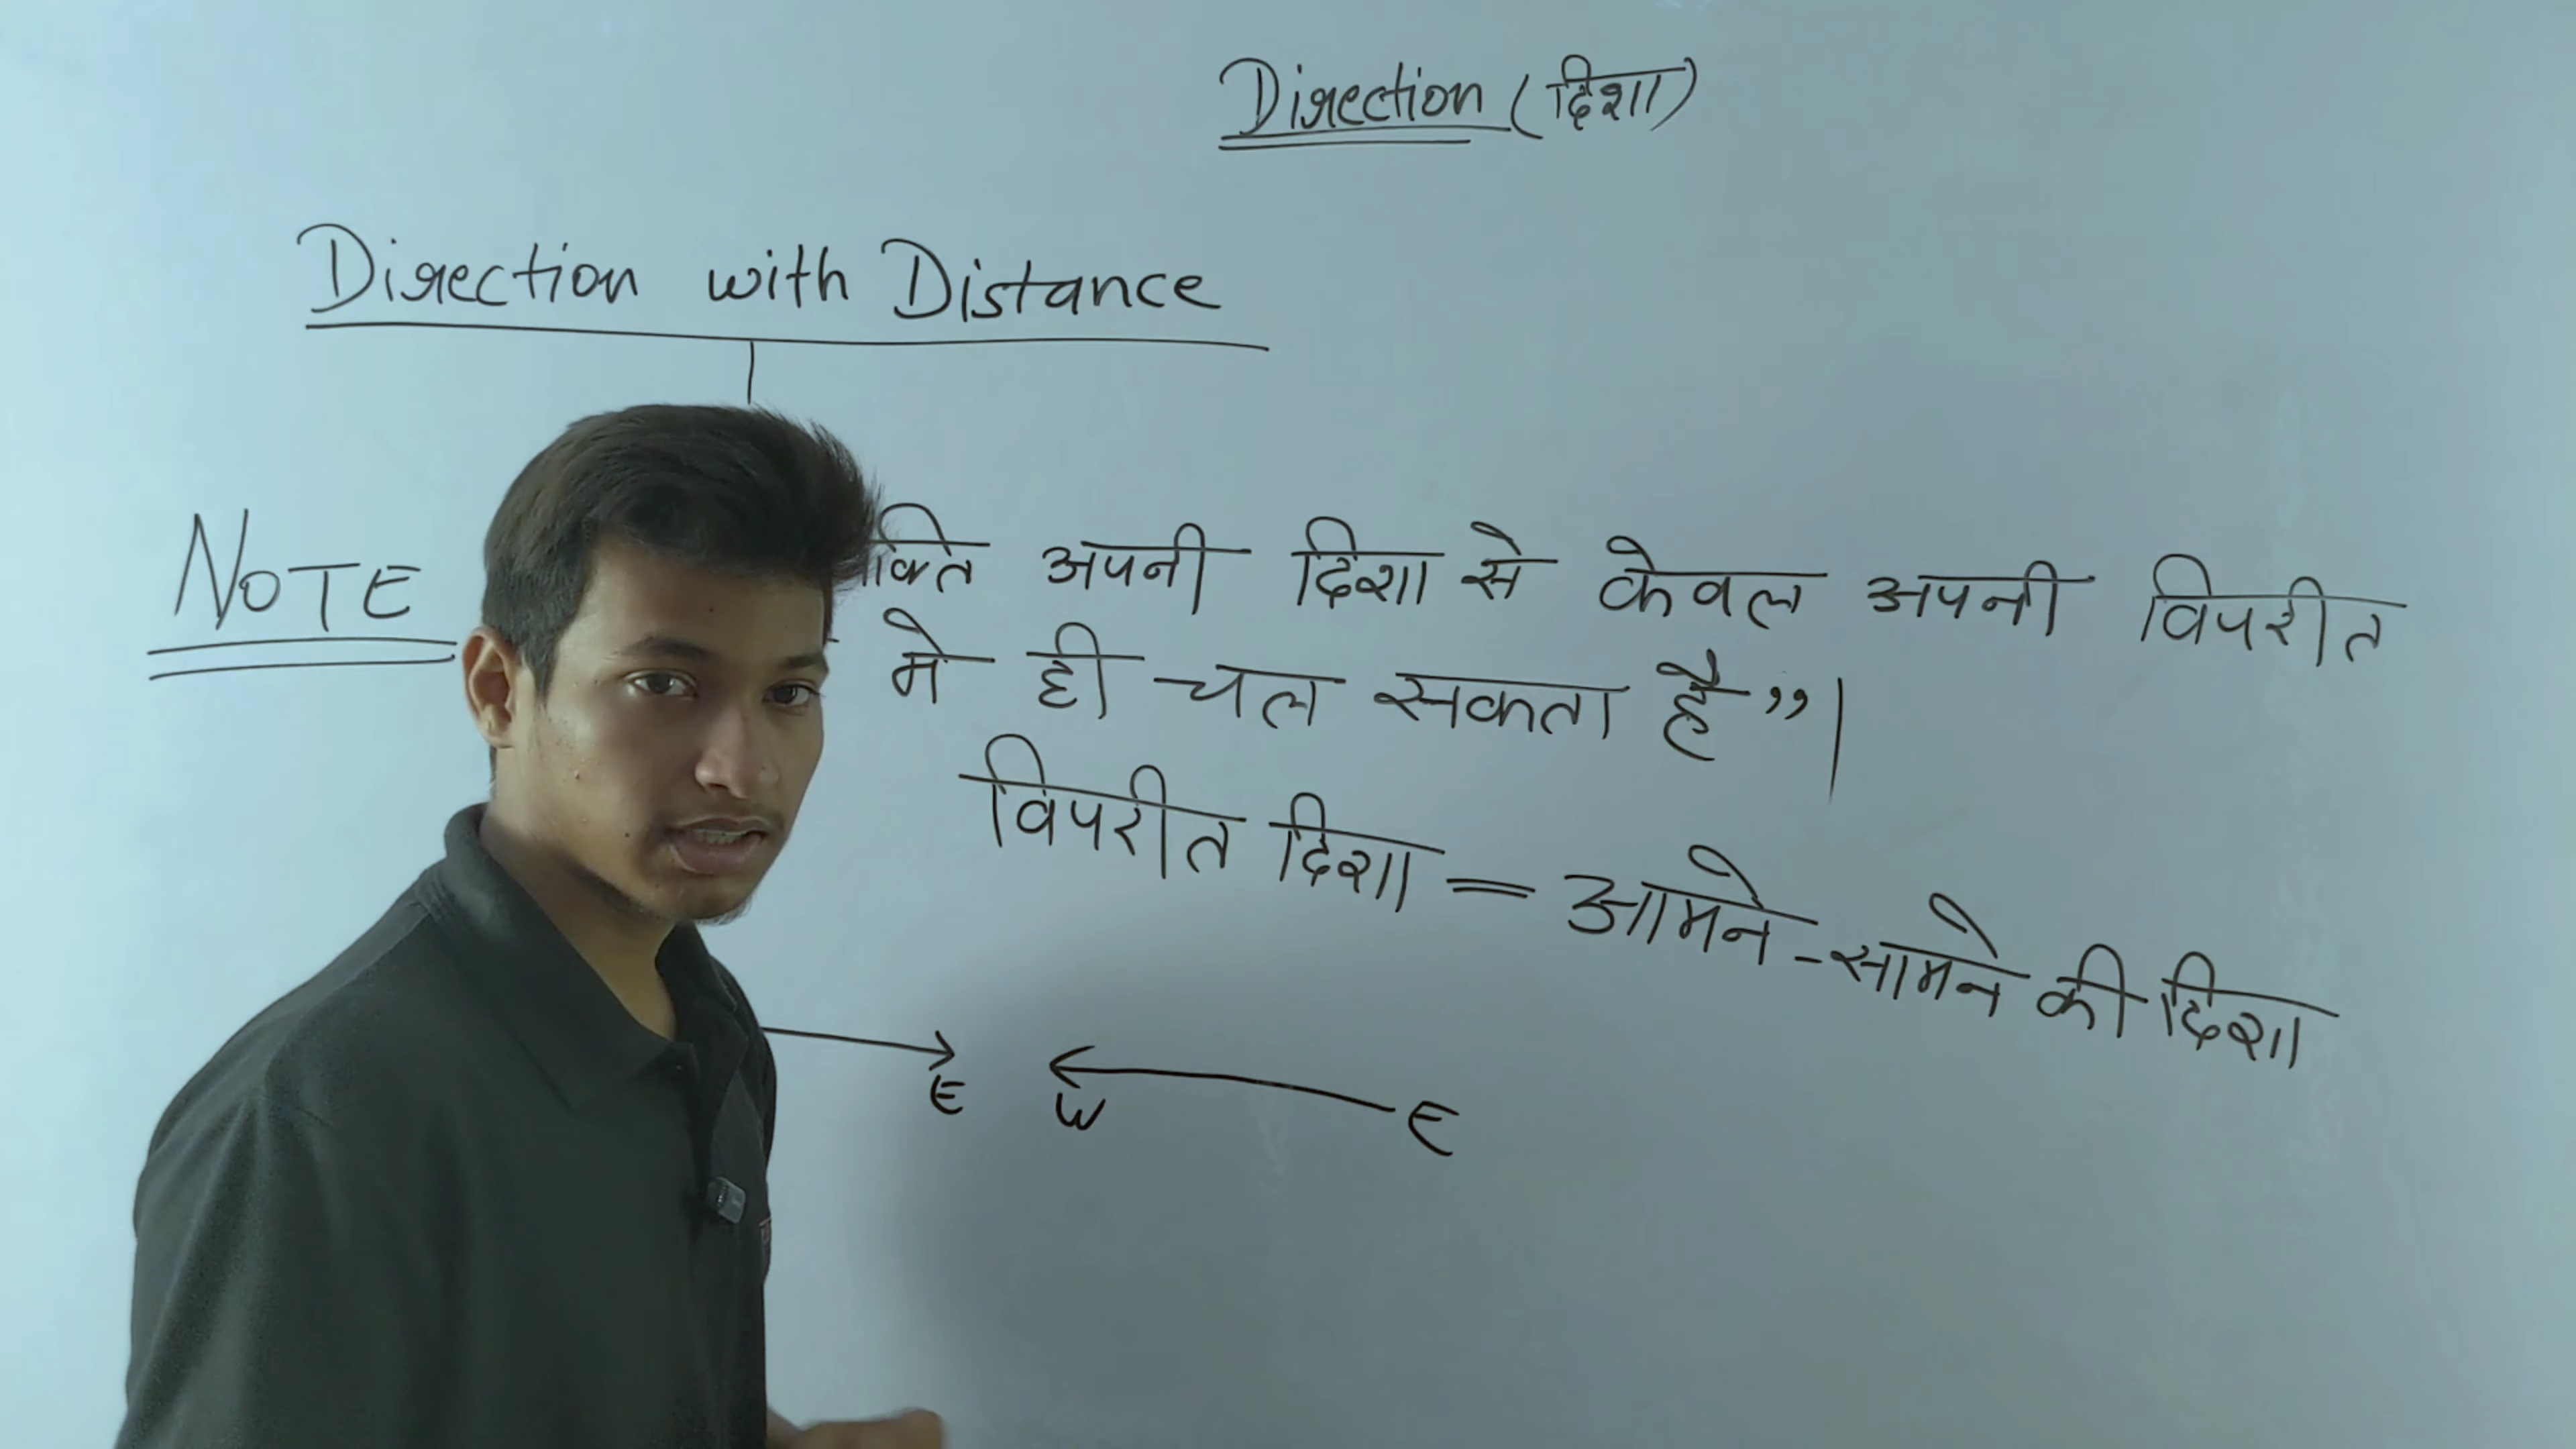 Direction (दिशा)
Direction with Distance
NOTE अपनी दिशा से केवल अपनी विपरीत
मे ही चल सकता है”|
विपरीत दिशा = आमने - सामने की दिशा
E W E